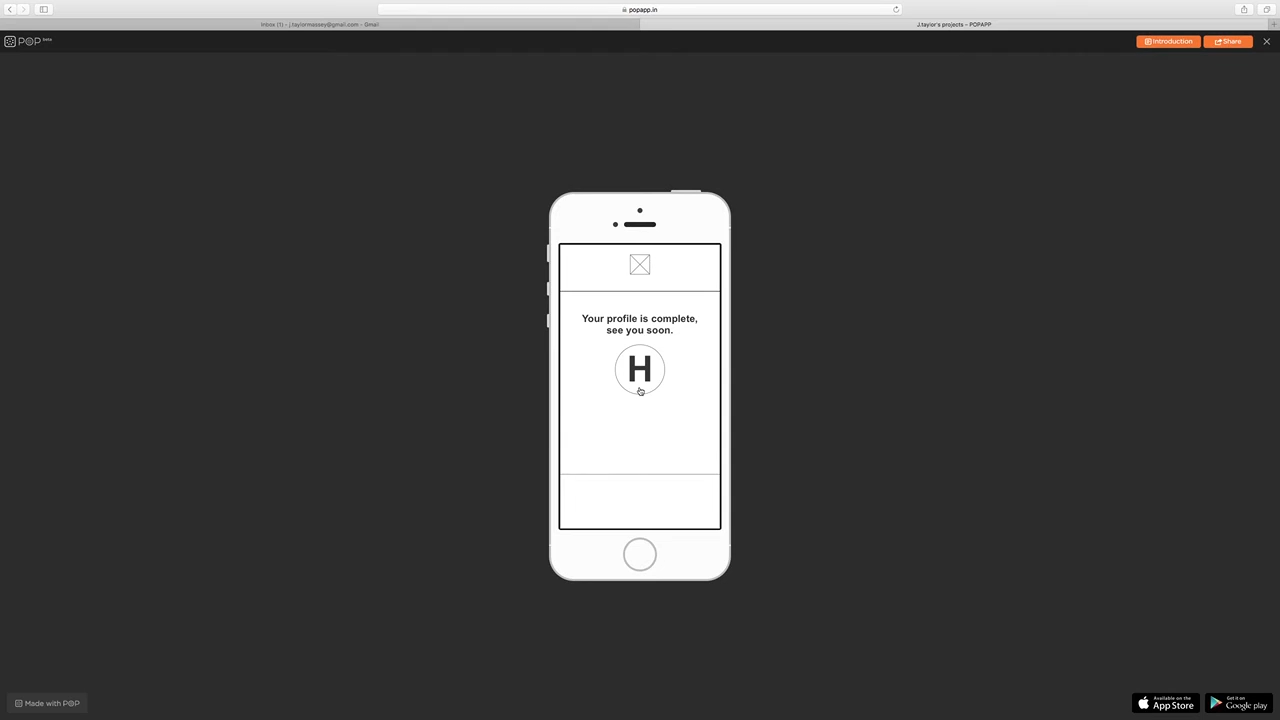 popapp.in
Inbox (1) - j.taylormassey@gmail.com - Gmail
J.taylor's projects - POPAPP
POP beta
Introduction
Share
Your profile is complete,
see you soon.
H
Made with POP
Available on the
App Store
Get it on
Google play